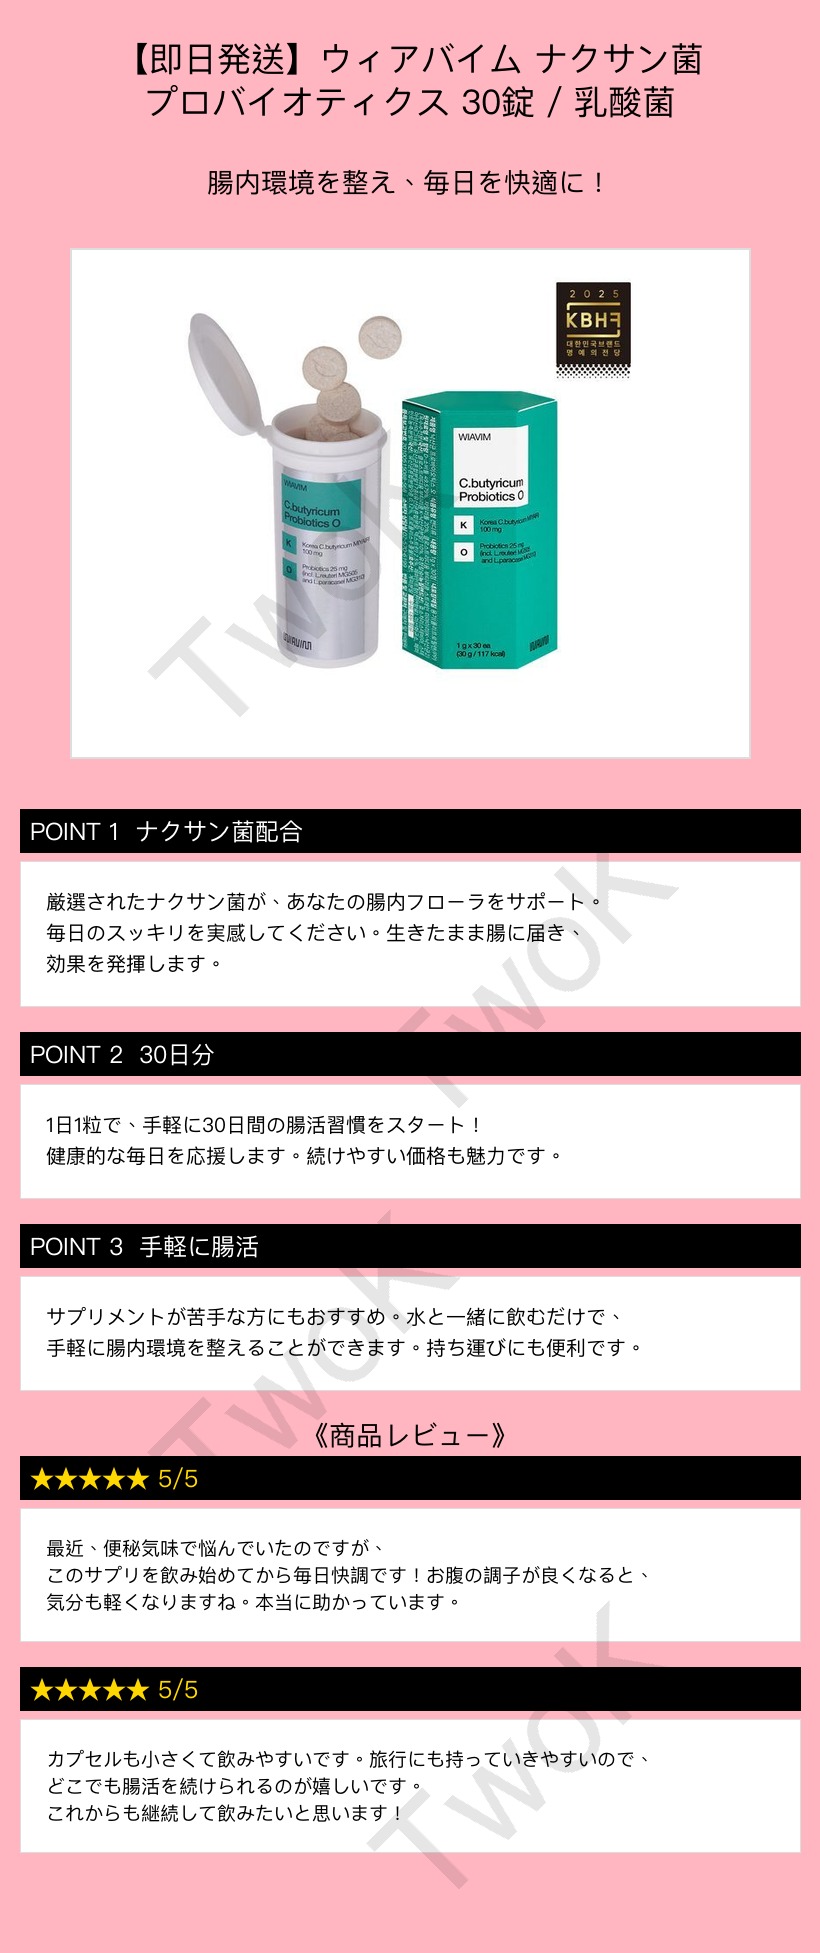 【即日発送】ウィアバイム ナクサン菌
プロバイオティクス 30錠 / 乳酸菌
腸内環境を整え、毎日を快適に！
2025
KBHF
대한민국브랜드
명예의전당
WIAVIM
C.butyricum
Probiotics O
K
Korea C.butyricum MIYAIRI
100 mg
O
Probiotics 25 mg
(incl. L.reuteri MG505
and L.paracasei MG310)
WIAVIM
WIAVIM
C.butyricum
Probiotics O
K
Korea C.butyricum MIYAIRI
100 mg
O
Probiotics 25 mg
(incl. L.reuteri MG505
and L.paracasei MG310)
1 g x 30 ea
(30 g / 117 kcal)
WIAVIM
TwoK
POINT 1 ナクサン菌配合
厳選されたナクサン菌が、あなたの腸内フローラをサポート。
毎日のスッキリを実感してください。生きたまま腸に届き、
効果を発揮します。
TwoK
POINT 2 30日分
1日1粒で、手軽に30日間の腸活習慣をスタート！
健康的な毎日を応援します。続けやすい価格も魅力です。
POINT 3 手軽に腸活
サプリメントが苦手な方にもおすすめ。水と一緒に飲むだけで、
手軽に腸内環境を整えることができます。持ち運びにも便利です。
TwoK
《商品レビュー》
★★★★★ 5/5
最近、便秘気味で悩んでいたのですが、
このサプリを飲み始めてから毎日快調です！お腹の調子が良くなると、
気分も軽くなりますね。本当に助かっています。
★★★★★ 5/5
カプセルも小さくて飲みやすいです。旅行にも持っていきやすいので、
どこでも腸活を続けられるのが嬉しいです。
これからも継続して飲みたいと思います！
TwoK